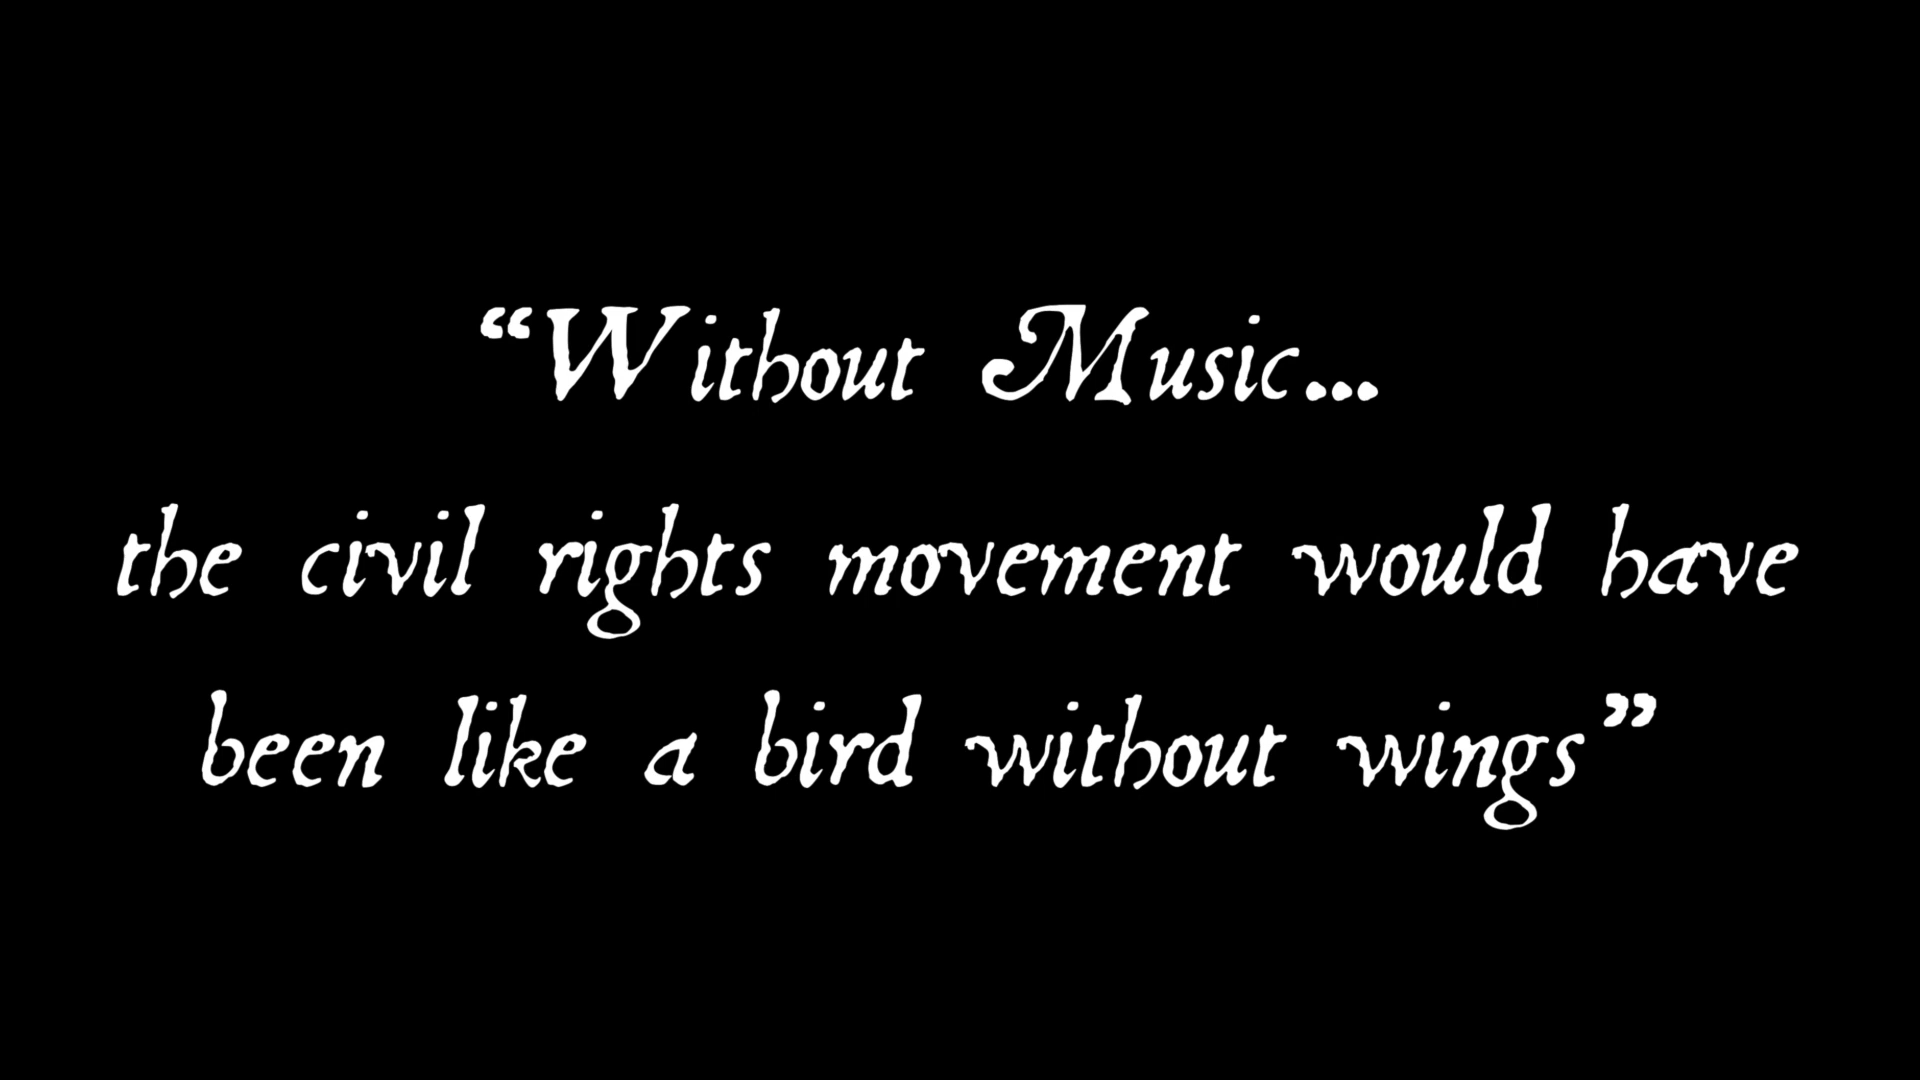 “Without Music...
the civil rights movement would have
been like a bird without wings”